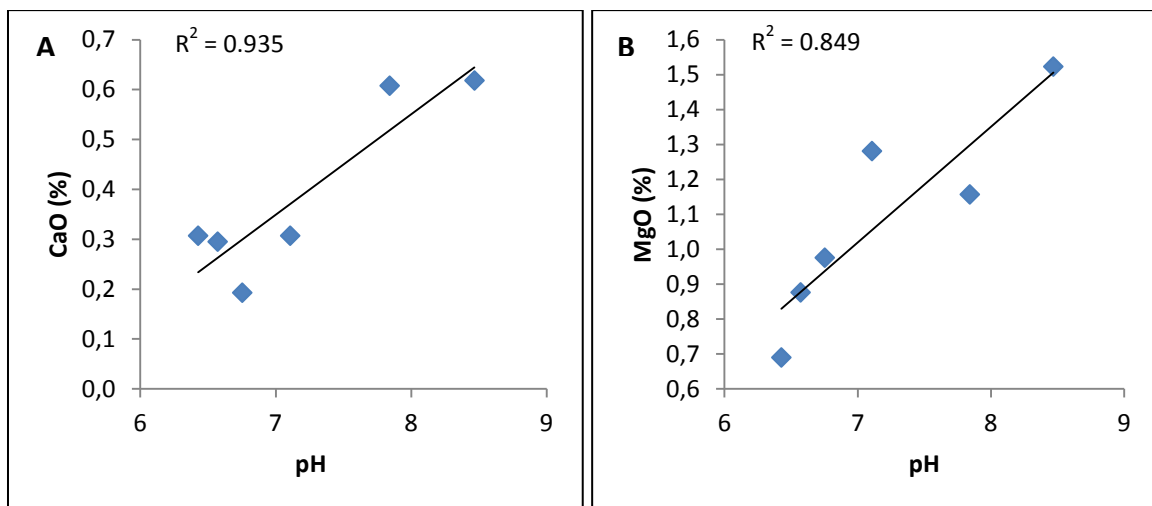 A
R² = 0.935
0,7
0,6
0,5
0,4
0,3
0,2
0,1
0,0
CaO (%)
6 7 8 9
pH
B
R² = 0.849
1,6
1,5
1,4
1,3
1,2
1,1
1,0
0,9
0,8
0,7
0,6
MgO (%)
6 7 8 9
pH